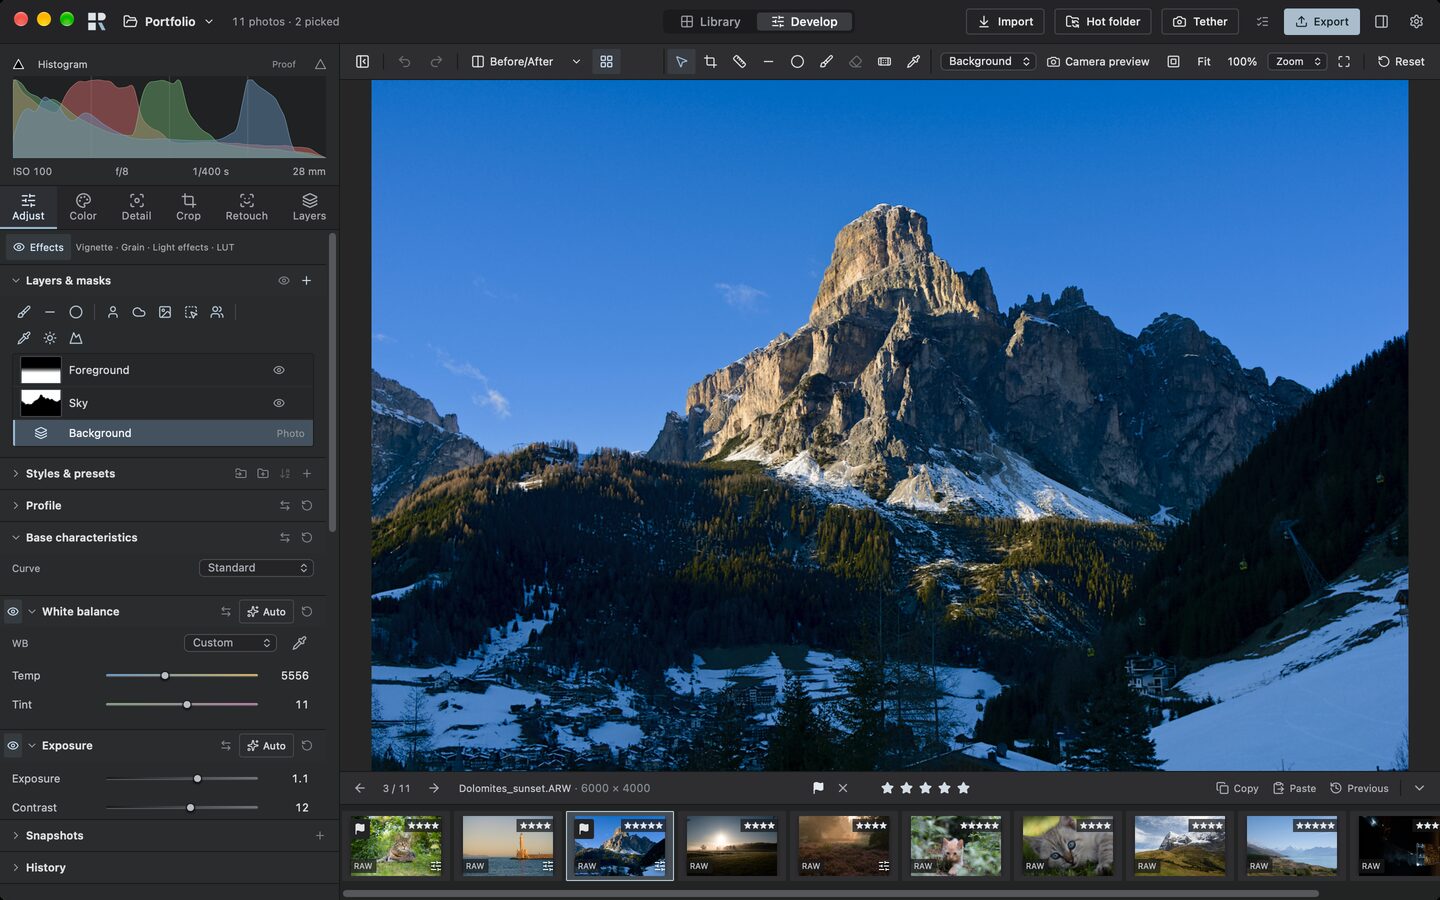 Portfolio
11 photos · 2 picked
Library
Develop
Import
Hot folder
Tether
Export
Histogram
Proof
ISO 100
f/8
1/400 s
28 mm
Before/After
Background
Camera preview
Fit
100%
Zoom
Reset
Adjust
Color
Detail
Crop
Retouch
Layers
Effects
Vignette · Grain · Light effects · LUT
Layers & masks
Foreground
Sky
Background
Photo
Styles & presets
Profile
Base characteristics
Curve
Standard
White balance
Auto
WB
Custom
Temp
5556
Tint
11
Exposure
Auto
Exposure
1.1
Contrast
12
Snapshots
History
3 / 11
Dolomites_sunset.ARW · 6000 × 4000
Copy
Paste
Previous
RAW
RAW
RAW
RAW
RAW
RAW
RAW
RAW
RAW
RAW